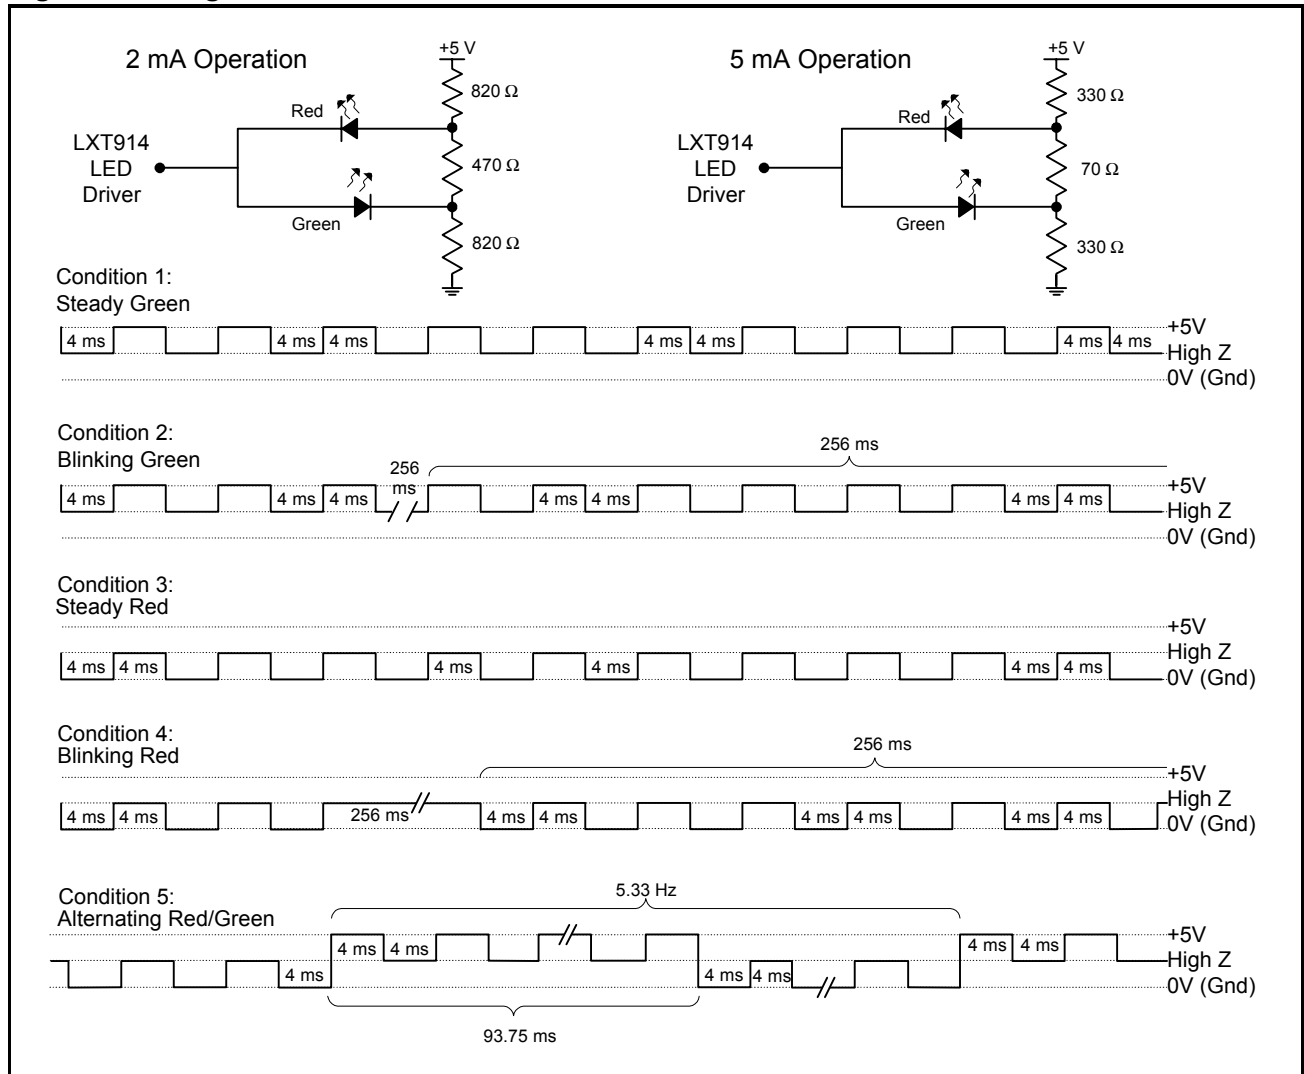 2 mA Operation
+5 V
820 Ω
Red
LXT914
LED
Driver
470 Ω
Green
820 Ω
5 mA Operation
+5 V
330 Ω
Red
LXT914
LED
Driver
70 Ω
Green
330 Ω
Condition 1:
Steady Green
4 ms 4 ms 4 ms 4 ms 4 ms 4 ms 4 ms
+5V
High Z
0V (Gnd)
Condition 2:
Blinking Green
256 ms
256
ms
4 ms 4 ms 4 ms 4 ms 4 ms 4 ms 4 ms
+5V
High Z
0V (Gnd)
Condition 3:
Steady Red
+5V
4 ms 4 ms 4 ms 4 ms 4 ms 4 ms
High Z
0V (Gnd)
Condition 4:
Blinking Red
256 ms
+5V
4 ms 4 ms 256 ms 4 ms 4 ms 4 ms 4 ms 4 ms 4 ms
High Z
0V (Gnd)
Condition 5:
Alternating Red/Green
5.33 Hz
4 ms 4 ms 4 ms 4 ms
+5V
High Z
4 ms 4 ms 4 ms
0V (Gnd)
93.75 ms